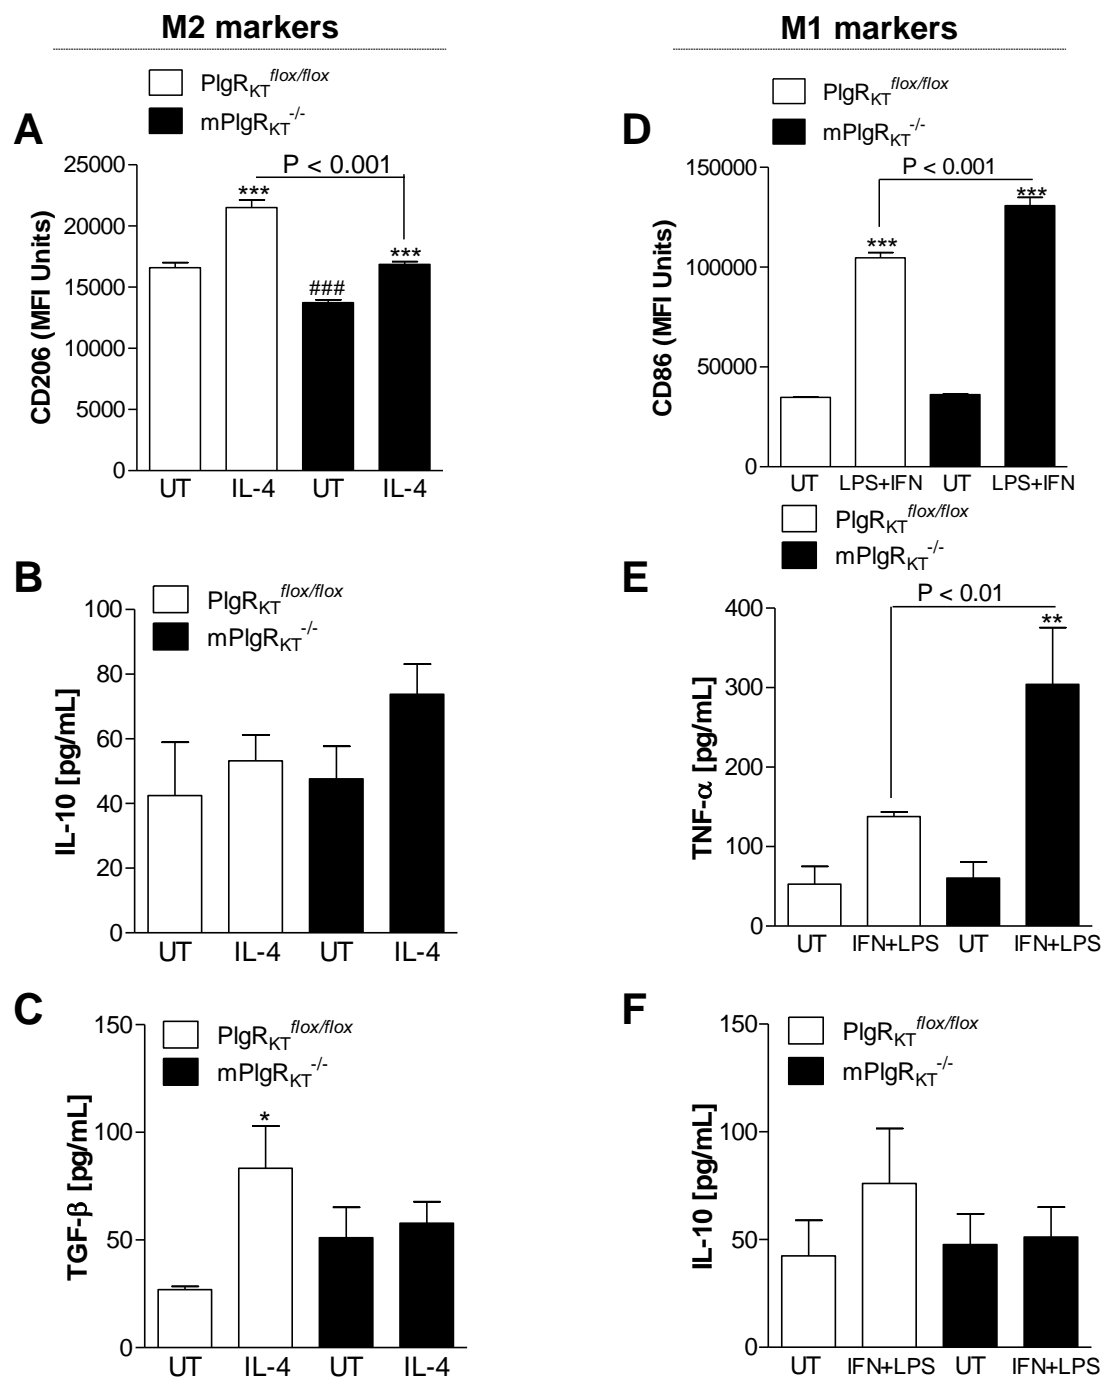 M2 markers
PlgR_KT^flox/flox
mPlgR_KT^-/-
A
P < 0.001
CD206 (MFI Units)
25000
20000
15000
10000
5000
0
***
###
***
UT IL-4 UT IL-4
B
PlgR_KT^flox/flox
mPlgR_KT^-/-
IL-10 [pg/mL]
100
80
60
40
20
0
UT IL-4 UT IL-4
C
PlgR_KT^flox/flox
mPlgR_KT^-/-
TGF-β [pg/mL]
150
100
50
0
*
UT IL-4 UT IL-4
M1 markers
PlgR_KT^flox/flox
mPlgR_KT^-/-
D
P < 0.001
CD86 (MFI Units)
150000
100000
50000
0
***
***
UT LPS+IFN UT LPS+IFN
PlgR_KT^flox/flox
mPlgR_KT^-/-
E
P < 0.01
TNF-α [pg/mL]
400
300
200
100
0
**
UT IFN+LPS UT IFN+LPS
F
PlgR_KT^flox/flox
mPlgR_KT^-/-
IL-10 [pg/mL]
150
100
50
0
UT IFN+LPS UT IFN+LPS